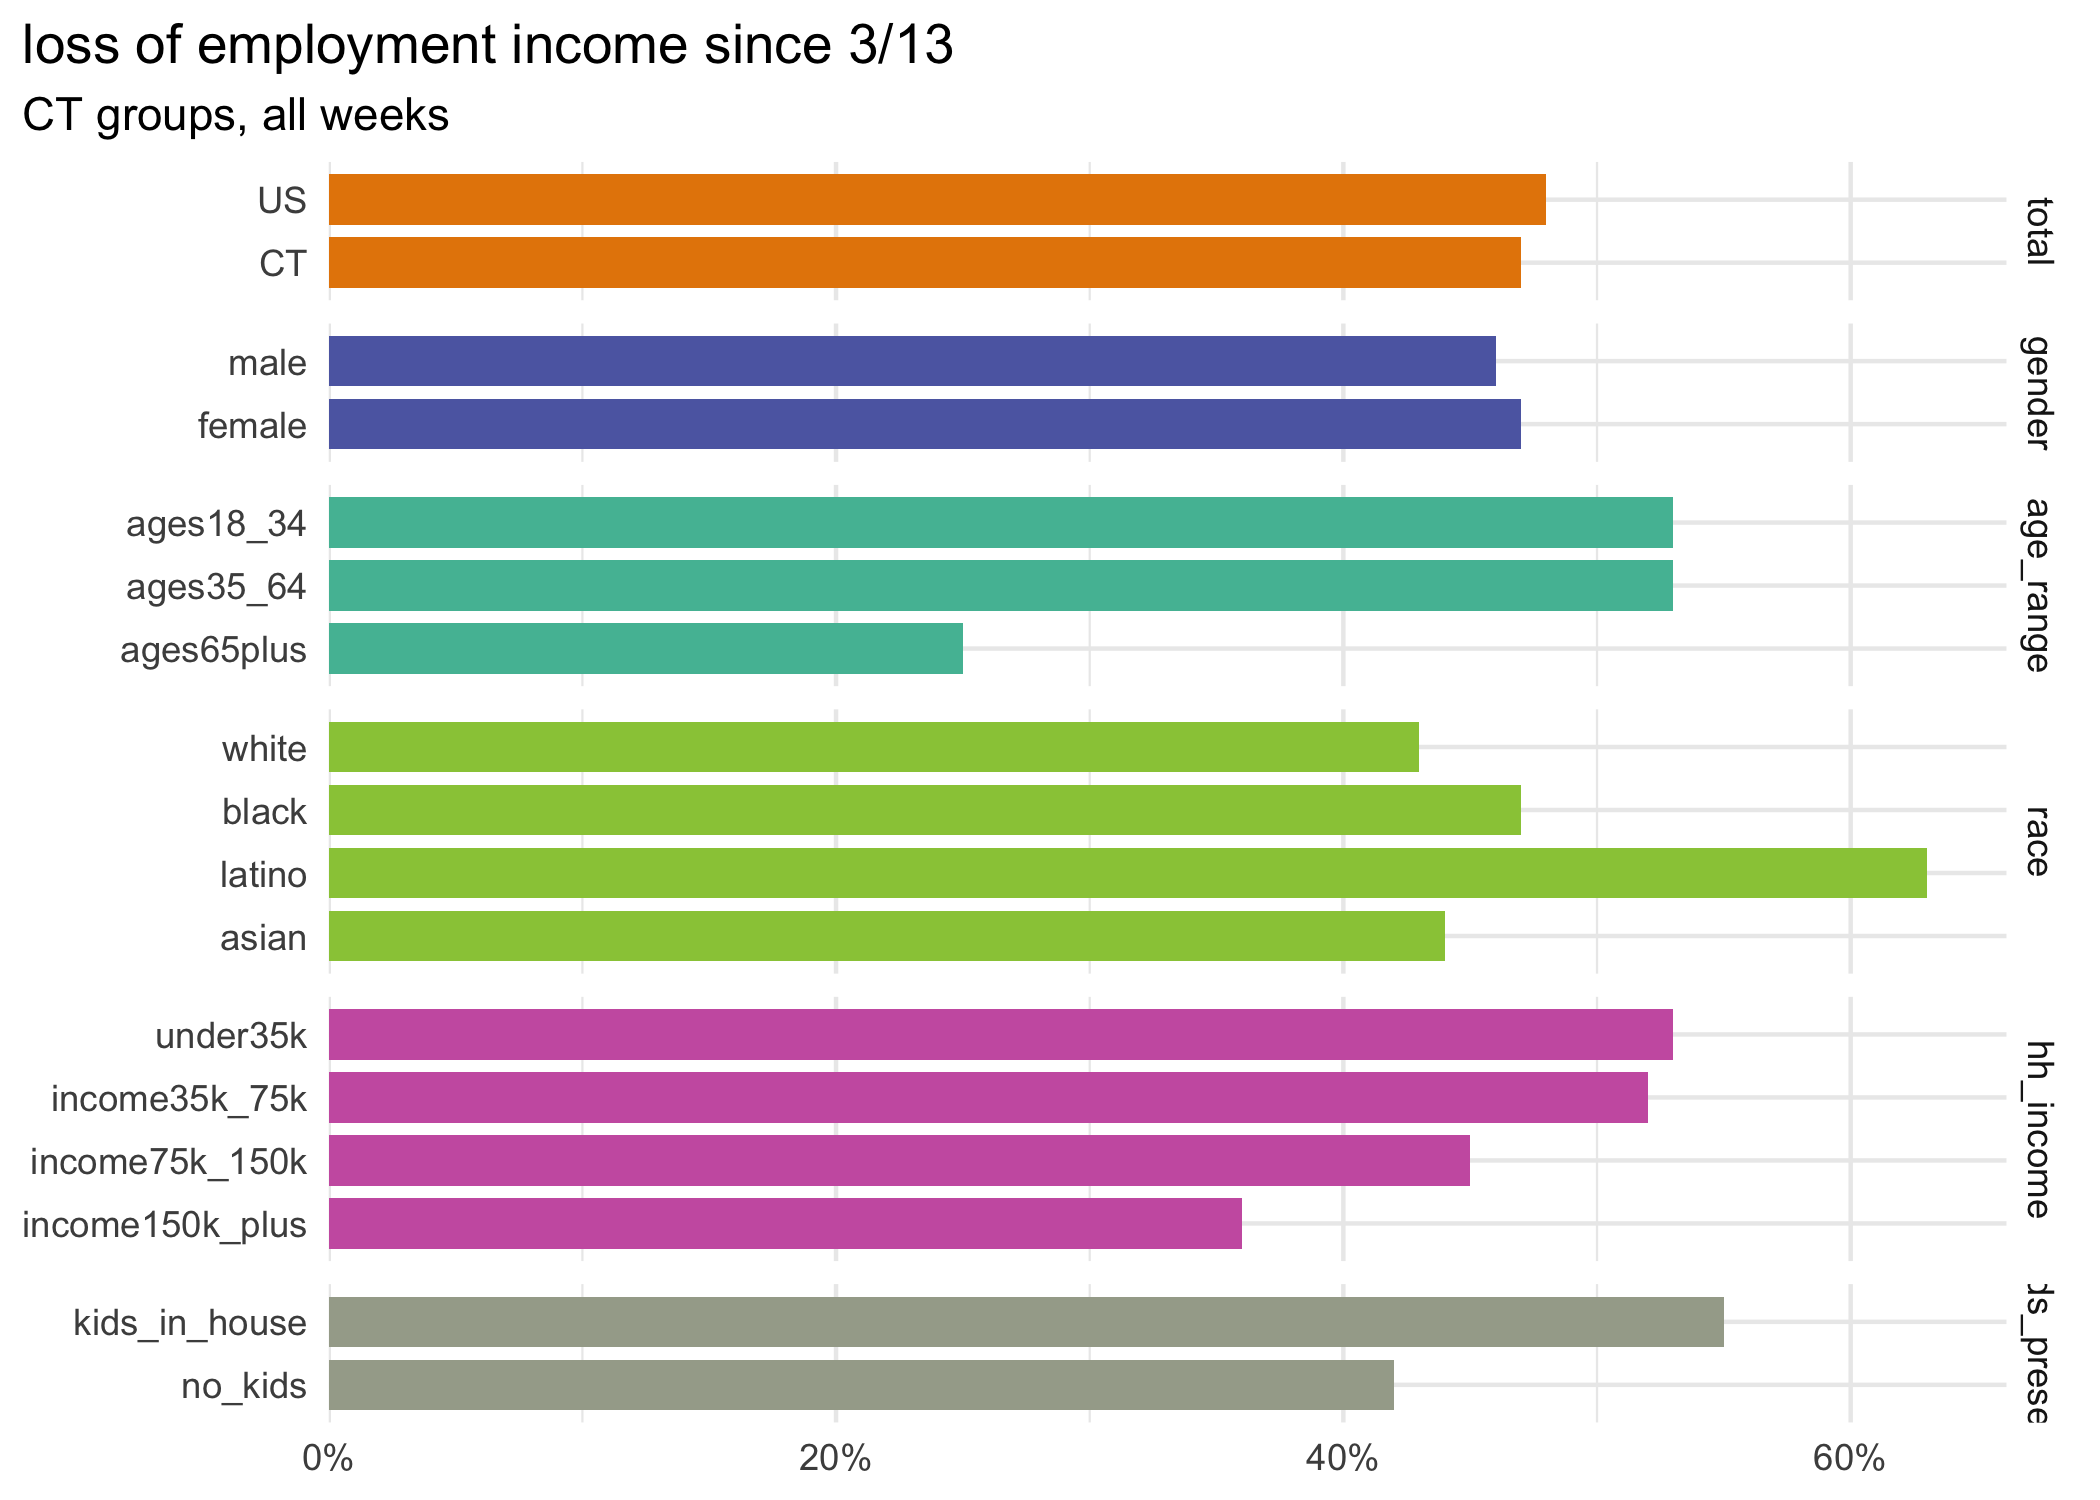 loss of employment income since 3/13
CT groups, all weeks
US
CT
total
male
female
gender
ages18_34
ages35_64
ages65plus
age_range
white
black
latino
asian
race
under35k
income35k_75k
income75k_150k
income150k_plus
hh_income
kids_in_house
no_kids
ds_prese
0%
20%
40%
60%